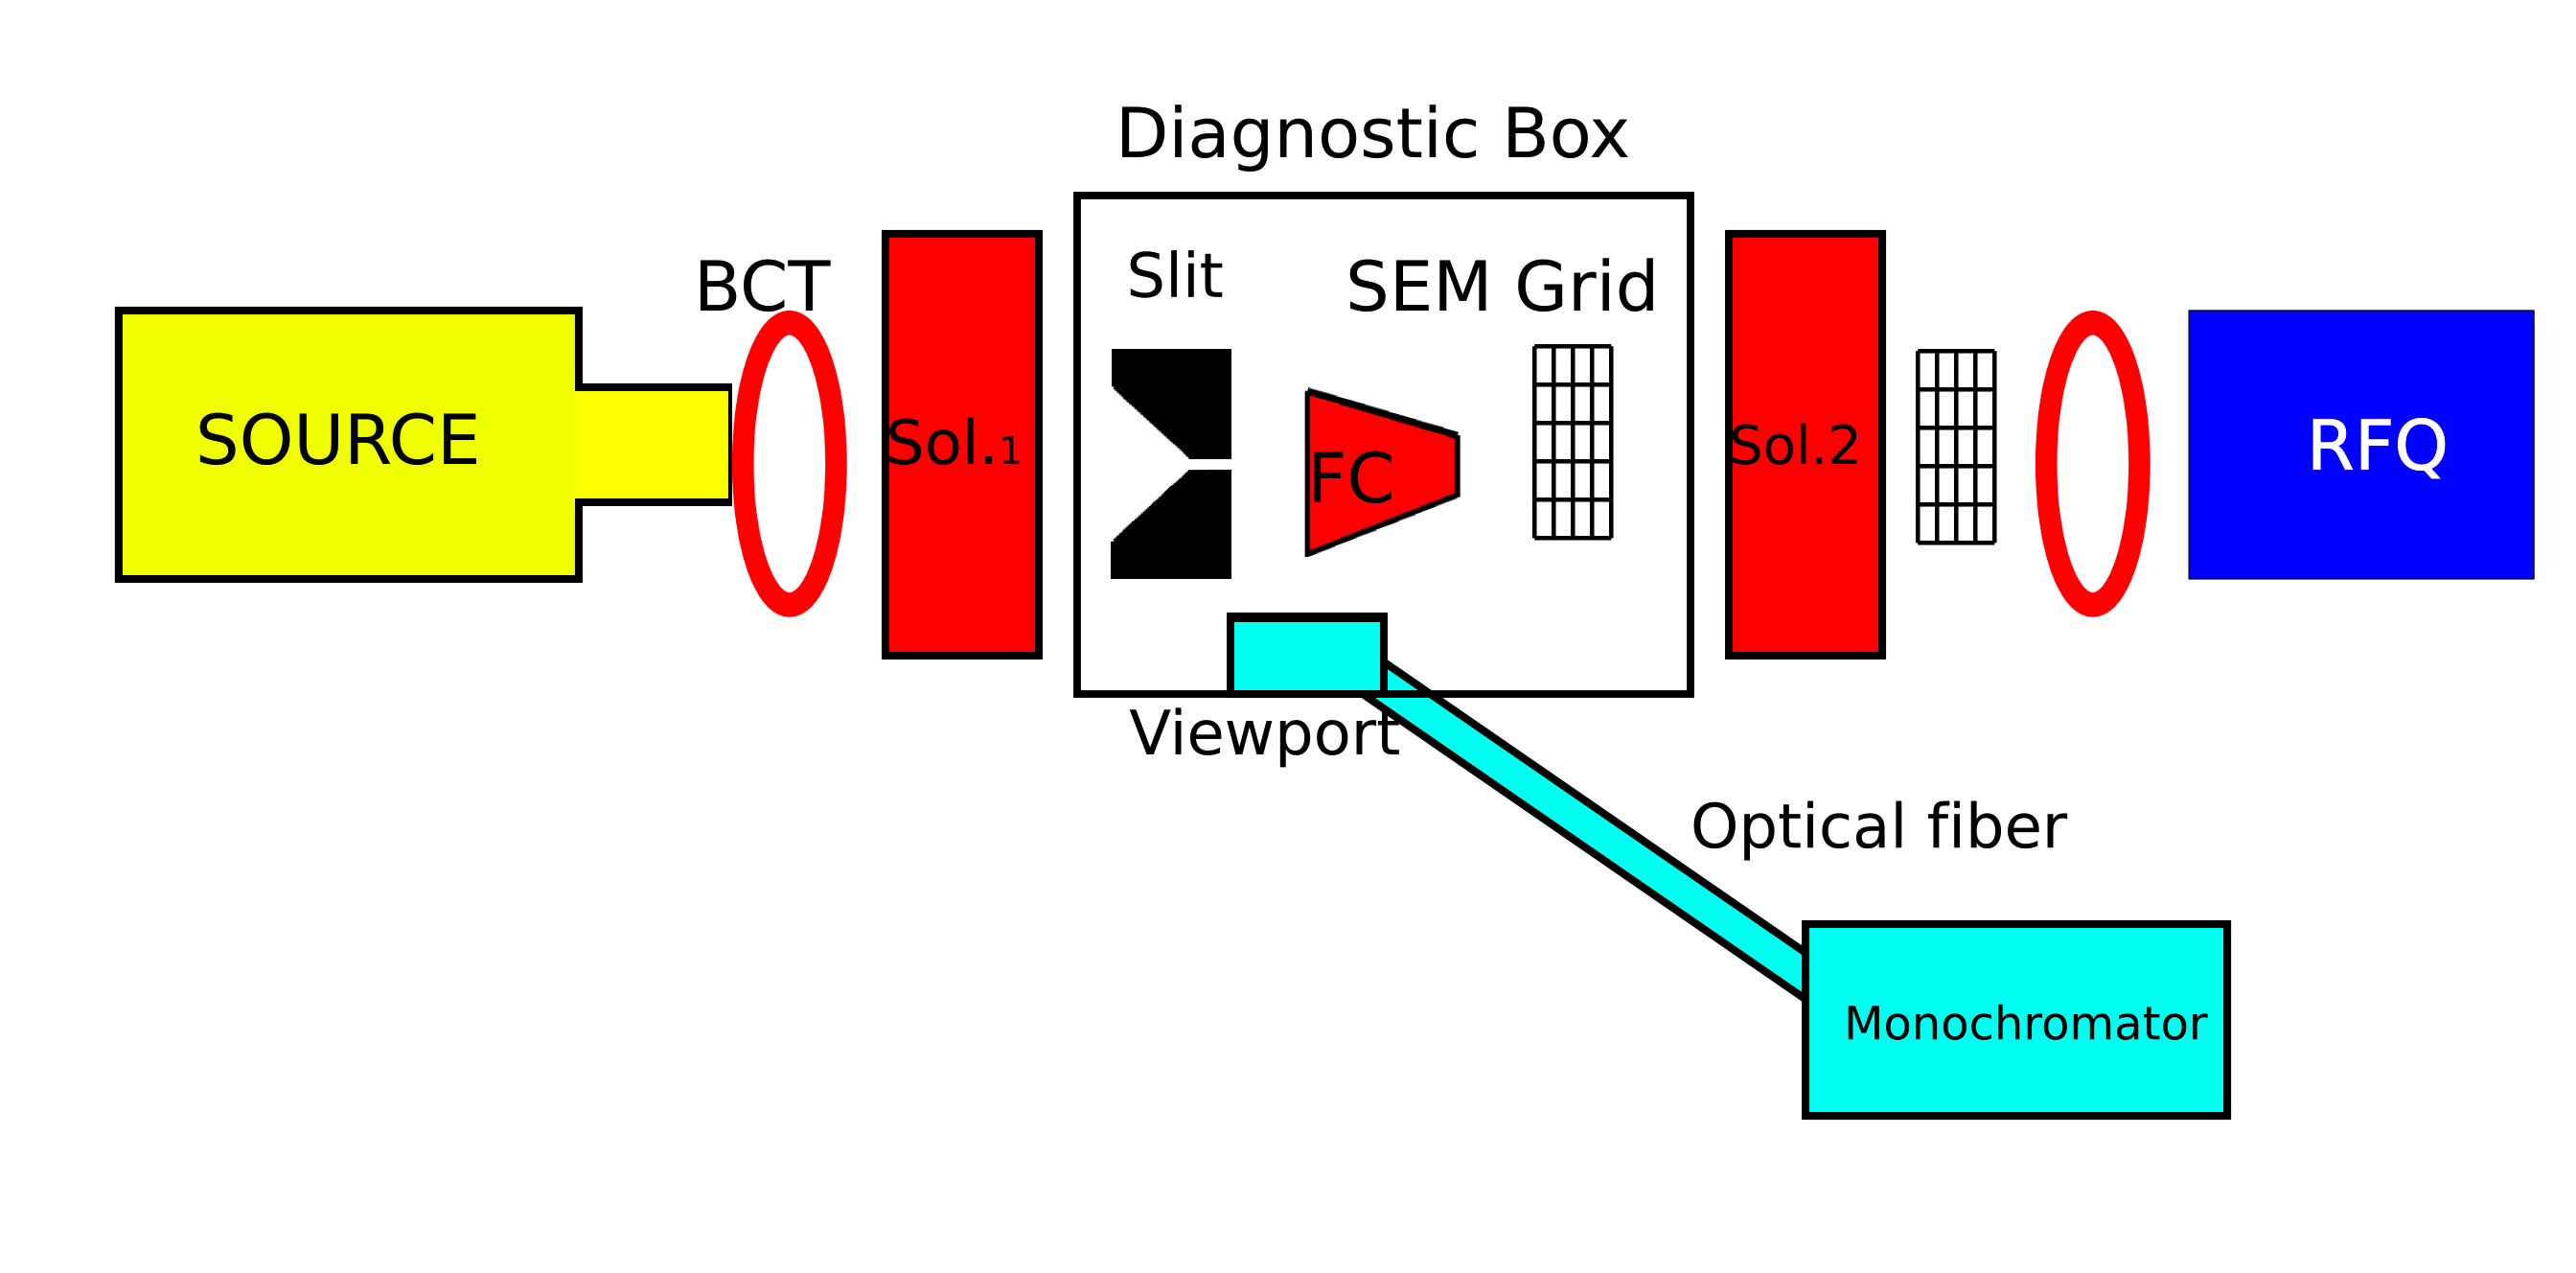 Diagnostic Box
BCT
Slit
SEM Grid
SOURCE
Sol.1
FC
Sol.2
RFQ
Viewport
Optical fiber
Monochromator